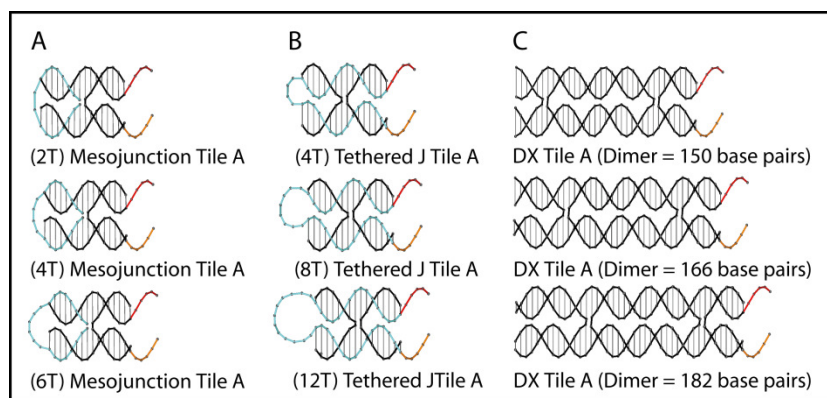 A
B
C
(2T) Mesojunction Tile A
(4T) Tethered J Tile A
DX Tile A (Dimer = 150 base pairs)
(4T) Mesojunction Tile A
(8T) Tethered J Tile A
DX Tile A (Dimer = 166 base pairs)
(6T) Mesojunction Tile A
(12T) Tethered JTile A
DX Tile A (Dimer = 182 base pairs)